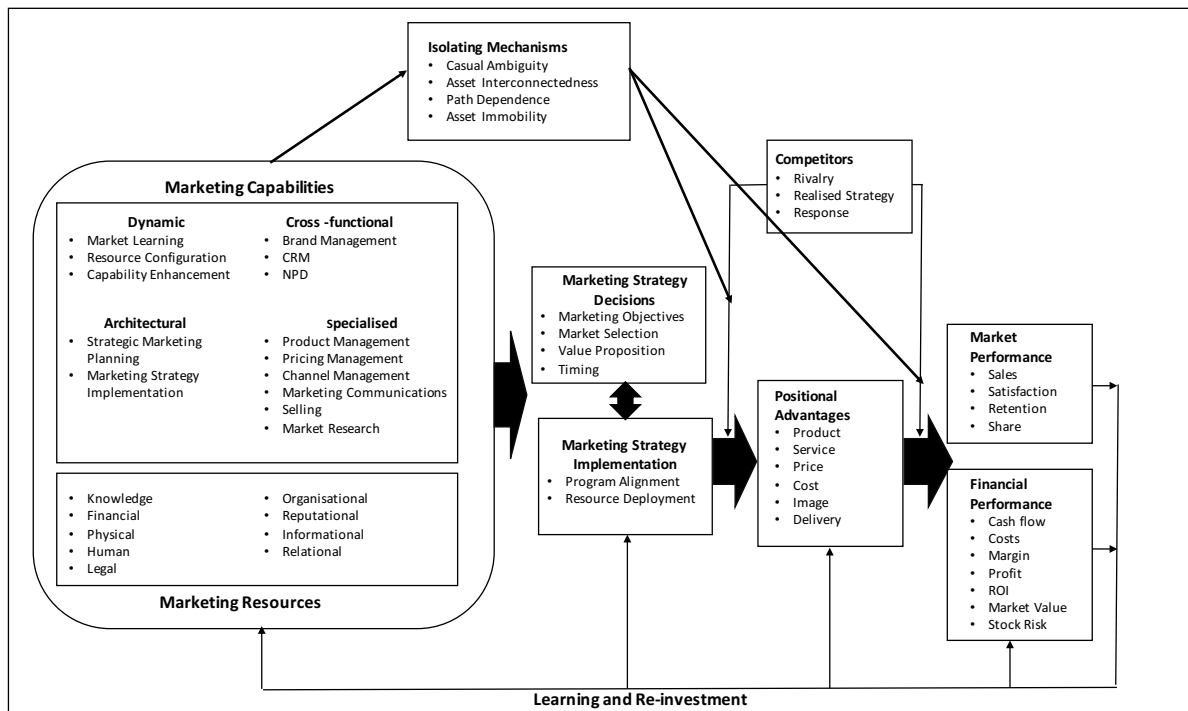 Isolating Mechanisms
• Casual Ambiguity
• Asset Interconnectedness
• Path Dependence
• Asset Immobility
Competitors
• Rivalry
• Realised Strategy
• Response
Marketing Capabilities
Dynamic
• Market Learning
• Resource Configuration
• Capability Enhancement
Cross -functional
• Brand Management
• CRM
• NPD
Architectural
• Strategic Marketing
Planning
• Marketing Strategy
Implementation
Specialised
• Product Management
• Pricing Management
• Channel Management
• Marketing Communications
• Selling
• Market Research
• Knowledge
• Financial
• Physical
• Human
• Legal
• Organisational
• Reputational
• Informational
• Relational
Marketing Resources
Marketing Strategy
Decisions
• Marketing Objectives
• Market Selection
• Value Proposition
• Timing
Marketing Strategy
Implementation
• Program Alignment
• Resource Deployment
Positional
Advantages
• Product
• Service
• Price
• Cost
• Image
• Delivery
Market
Performance
• Sales
• Satisfaction
• Retention
• Share
Financial
Performance
• Cash flow
• Costs
• Margin
• Profit
• ROI
• Market Value
• Stock Risk
Learning and Re-investment